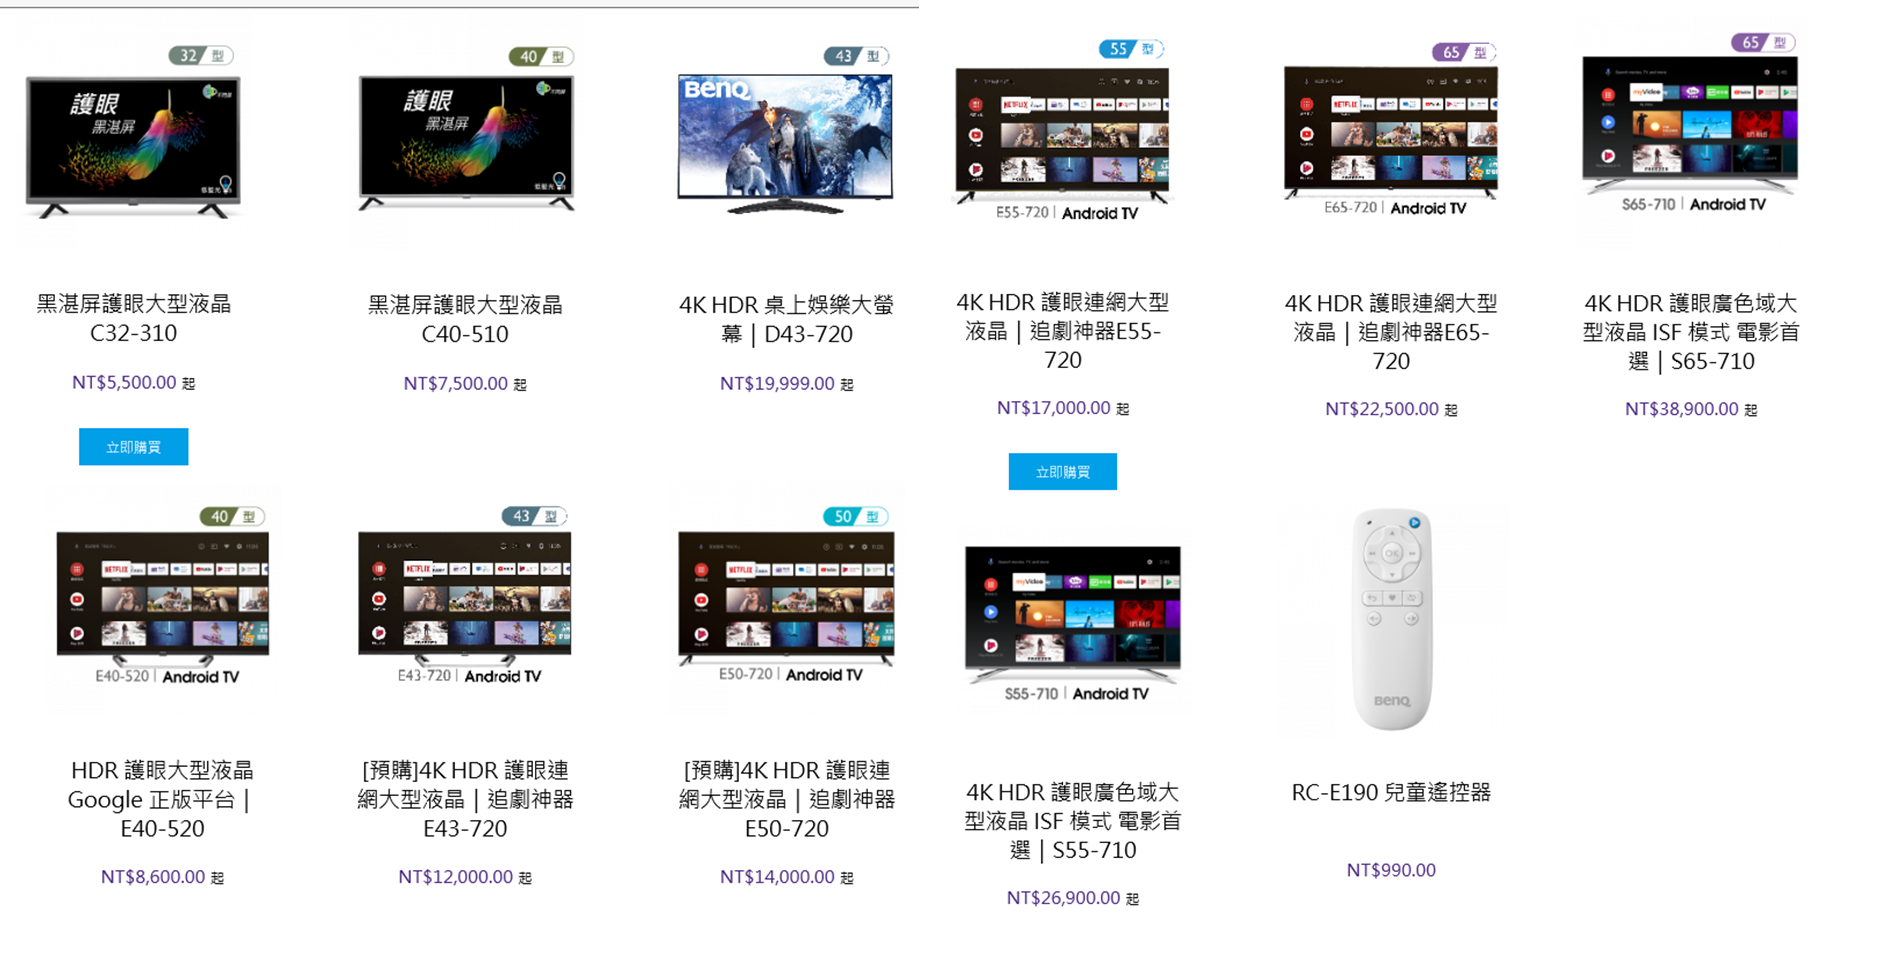 32 型
護眼
黑湛屏
低藍光
黑湛屏護眼大型液晶
C32-310
NT$5,500.00 起
立即購買
40 型
護眼
黑湛屏
低藍光
黑湛屏護眼大型液晶
C40-510
NT$7,500.00 起
43 型
BenQ
4K HDR 桌上娛樂大螢
幕｜D43-720
NT$19,999.00 起
55 型
NETFLIX
E55-720 | Android TV
4K HDR 護眼連網大型
液晶｜追劇神器E55-
720
NT$17,000.00 起
立即購買
65 型
NETFLIX
E65-720 | Android TV
4K HDR 護眼連網大型
液晶｜追劇神器E65-
720
NT$22,500.00 起
65 型
myVideo
S65-710 | Android TV
4K HDR 護眼廣色域大
型液晶 ISF 模式 電影首
選｜S65-710
NT$38,900.00 起
40 型
NETFLIX
E40-520 | Android TV
HDR 護眼大型液晶
Google 正版平台｜
E40-520
NT$8,600.00 起
43 型
NETFLIX
E43-720 | Android TV
[預購]4K HDR 護眼連
網大型液晶｜追劇神器
E43-720
NT$12,000.00 起
50 型
NETFLIX
E50-720 | Android TV
[預購]4K HDR 護眼連
網大型液晶｜追劇神器
E50-720
NT$14,000.00 起
myVideo
S55-710 | Android TV
4K HDR 護眼廣色域大
型液晶 ISF 模式 電影首
選｜S55-710
NT$26,900.00 起
OK
BenQ
RC-E190 兒童遙控器
NT$990.00